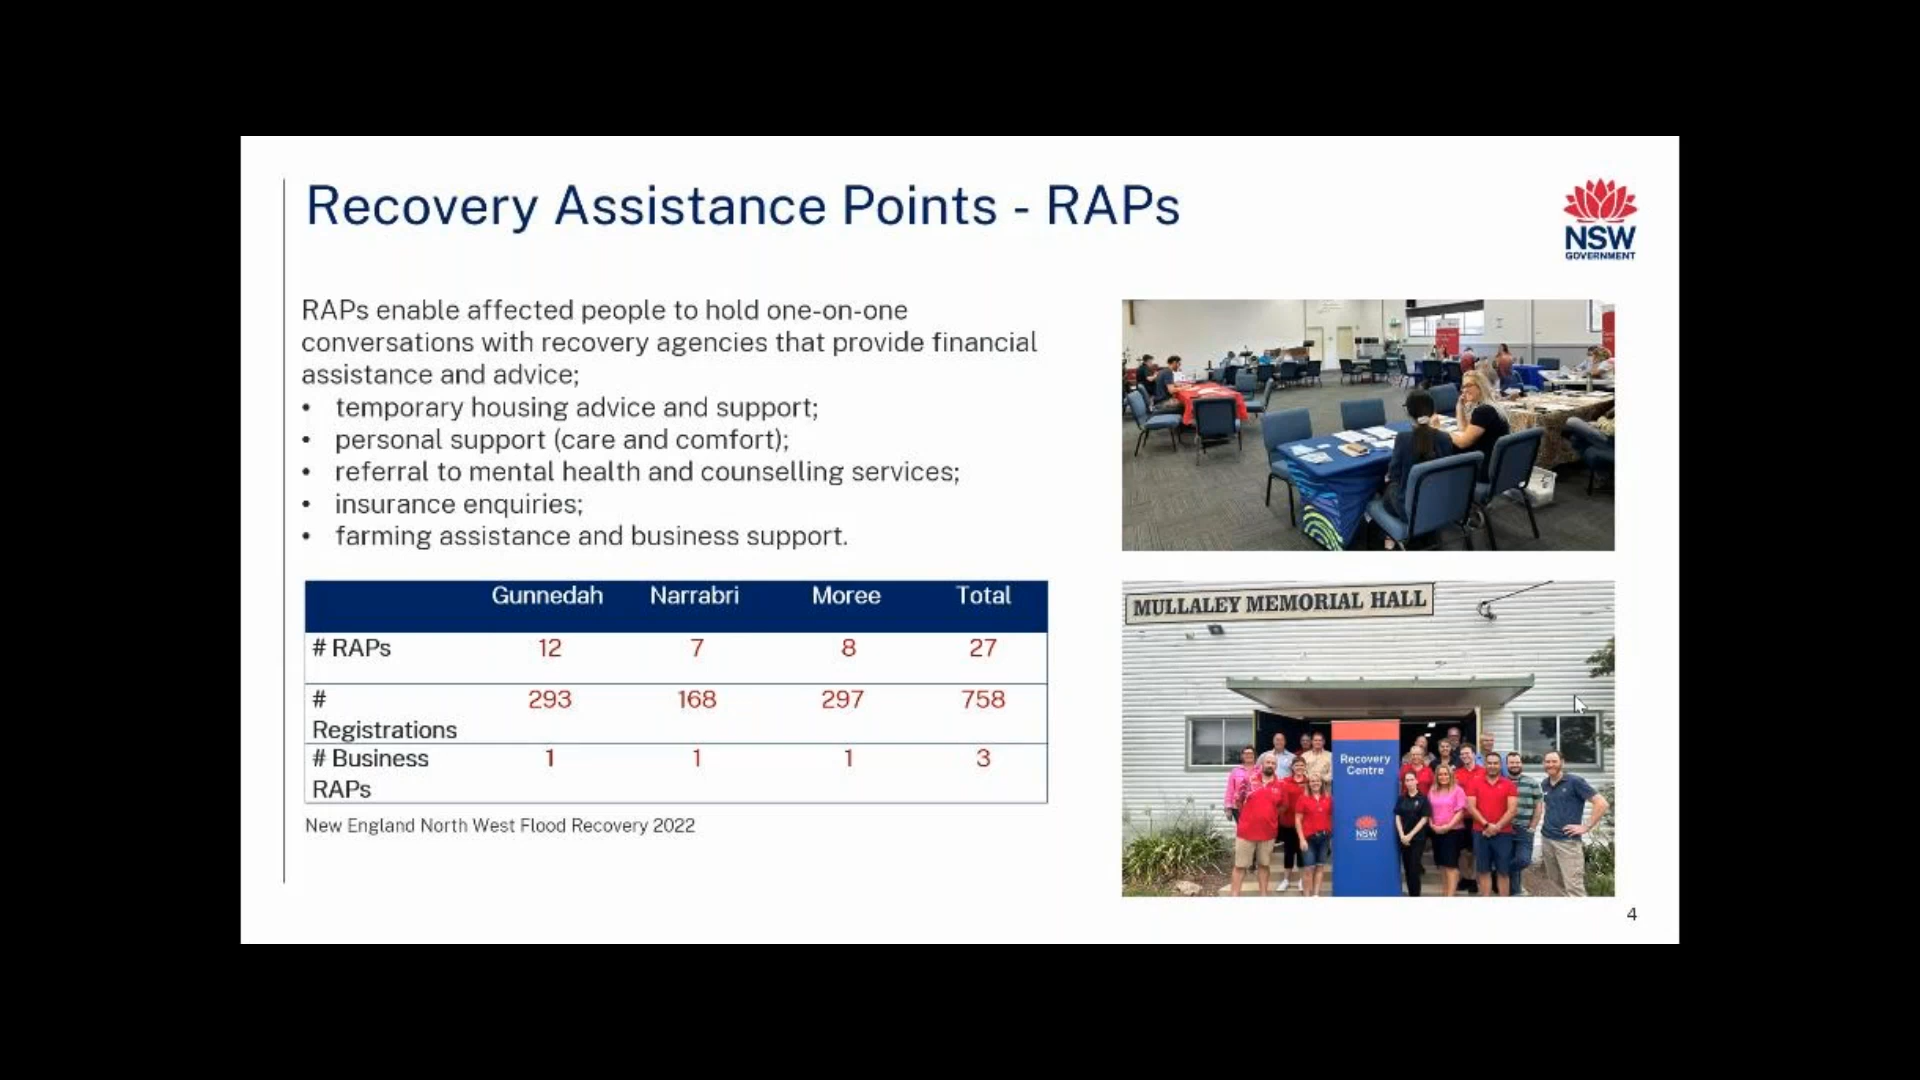 Recovery Assistance Points - RAPs
NSW
GOVERNMENT
RAPs enable affected people to hold one-on-one
conversations with recovery agencies that provide financial
assistance and advice;
• temporary housing advice and support;
• personal support (care and comfort);
• referral to mental health and counselling services;
• insurance enquiries;
• farming assistance and business support.
Gunnedah Narrabri Moree Total
# RAPs 12 7 8 27
# 293 168 297 758
Registrations
# Business 1 1 1 3
RAPs
New England North West Flood Recovery 2022
MULLALEY MEMORIAL HALL
Recovery
Centre
NSW
4